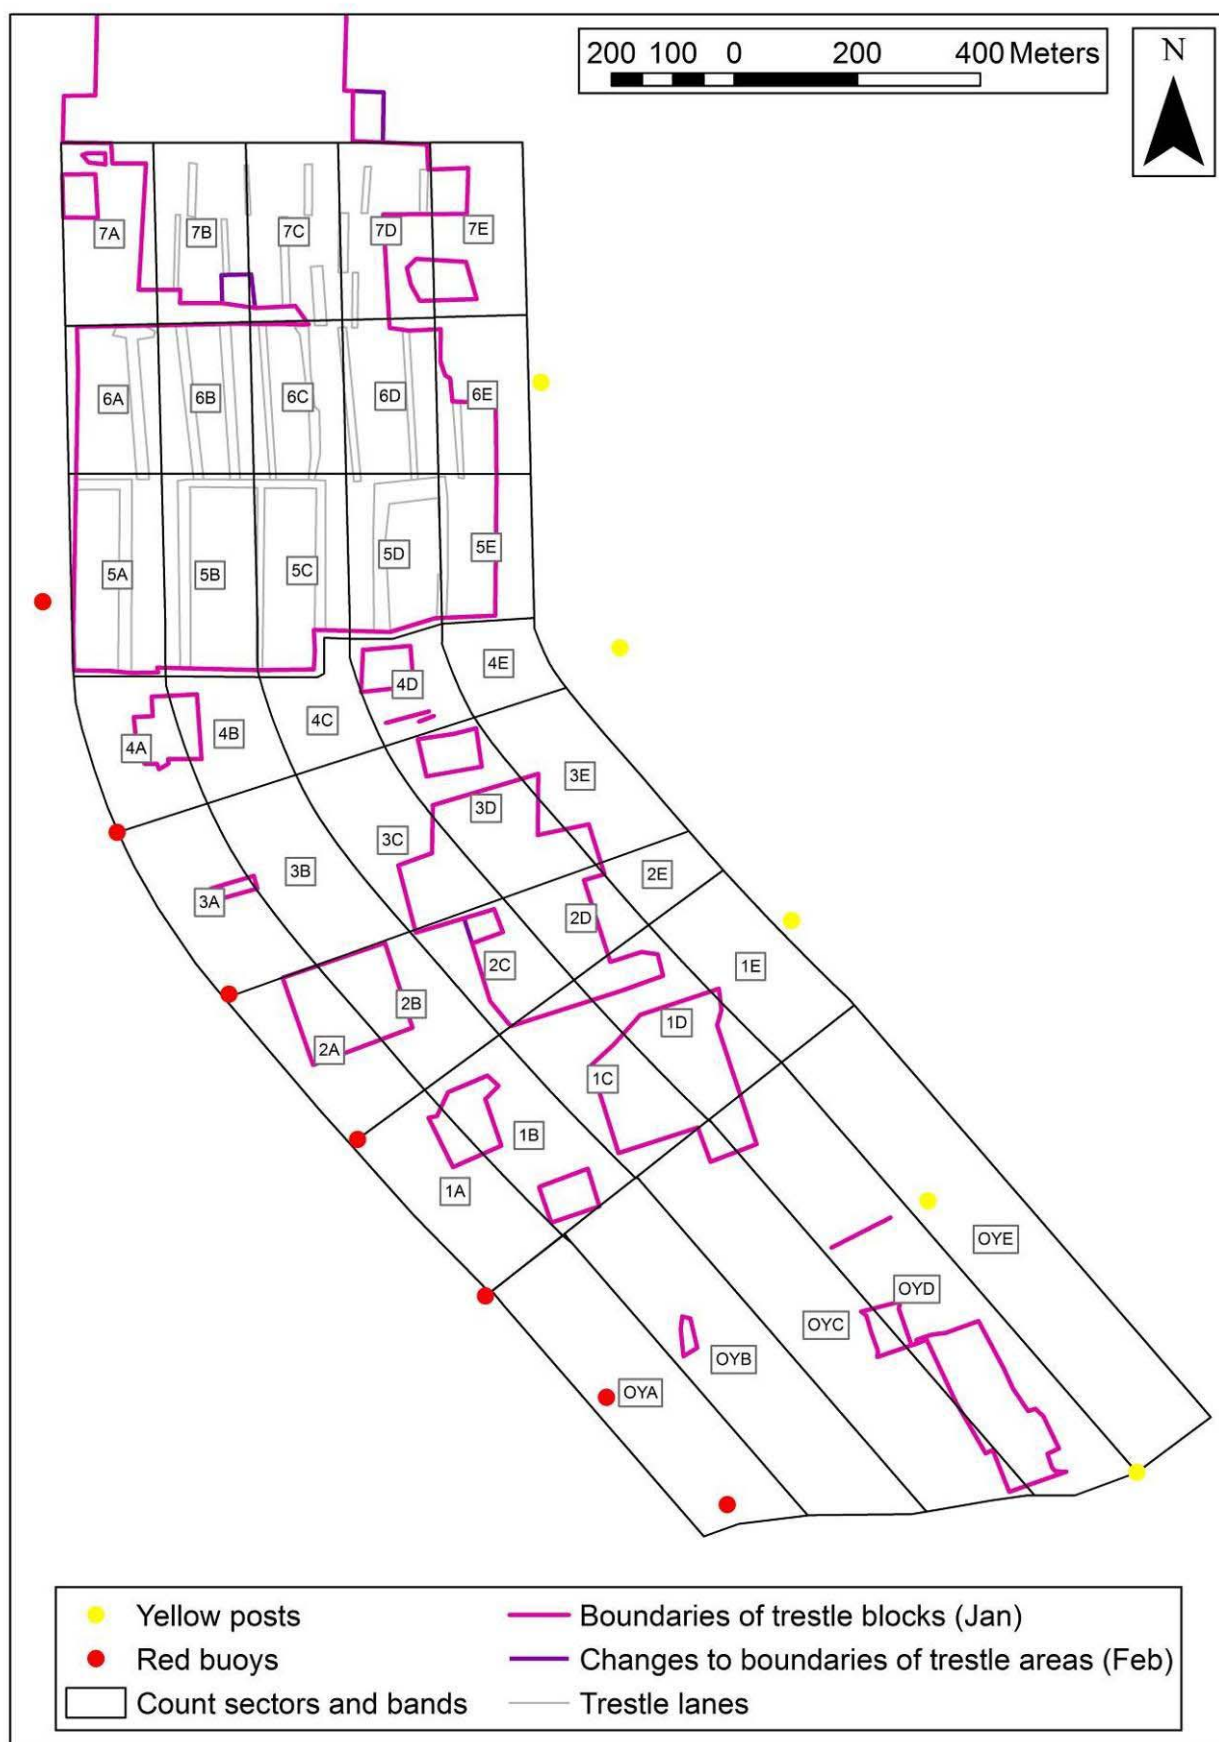 200 100 0 200 400 Meters
N
7A 7B 7C 7D 7E
6A 6B 6C 6D 6E
5A 5B 5C 5D 5E
4A 4B 4C 4D 4E
3A 3B 3C 3D 3E
2A 2B 2C 2D 2E
1A 1B 1C 1D 1E
OYA OYB OYC OYD OYE
Yellow posts
Red buoys
Count sectors and bands
Boundaries of trestle blocks (Jan)
Changes to boundaries of trestle areas (Feb)
Trestle lanes